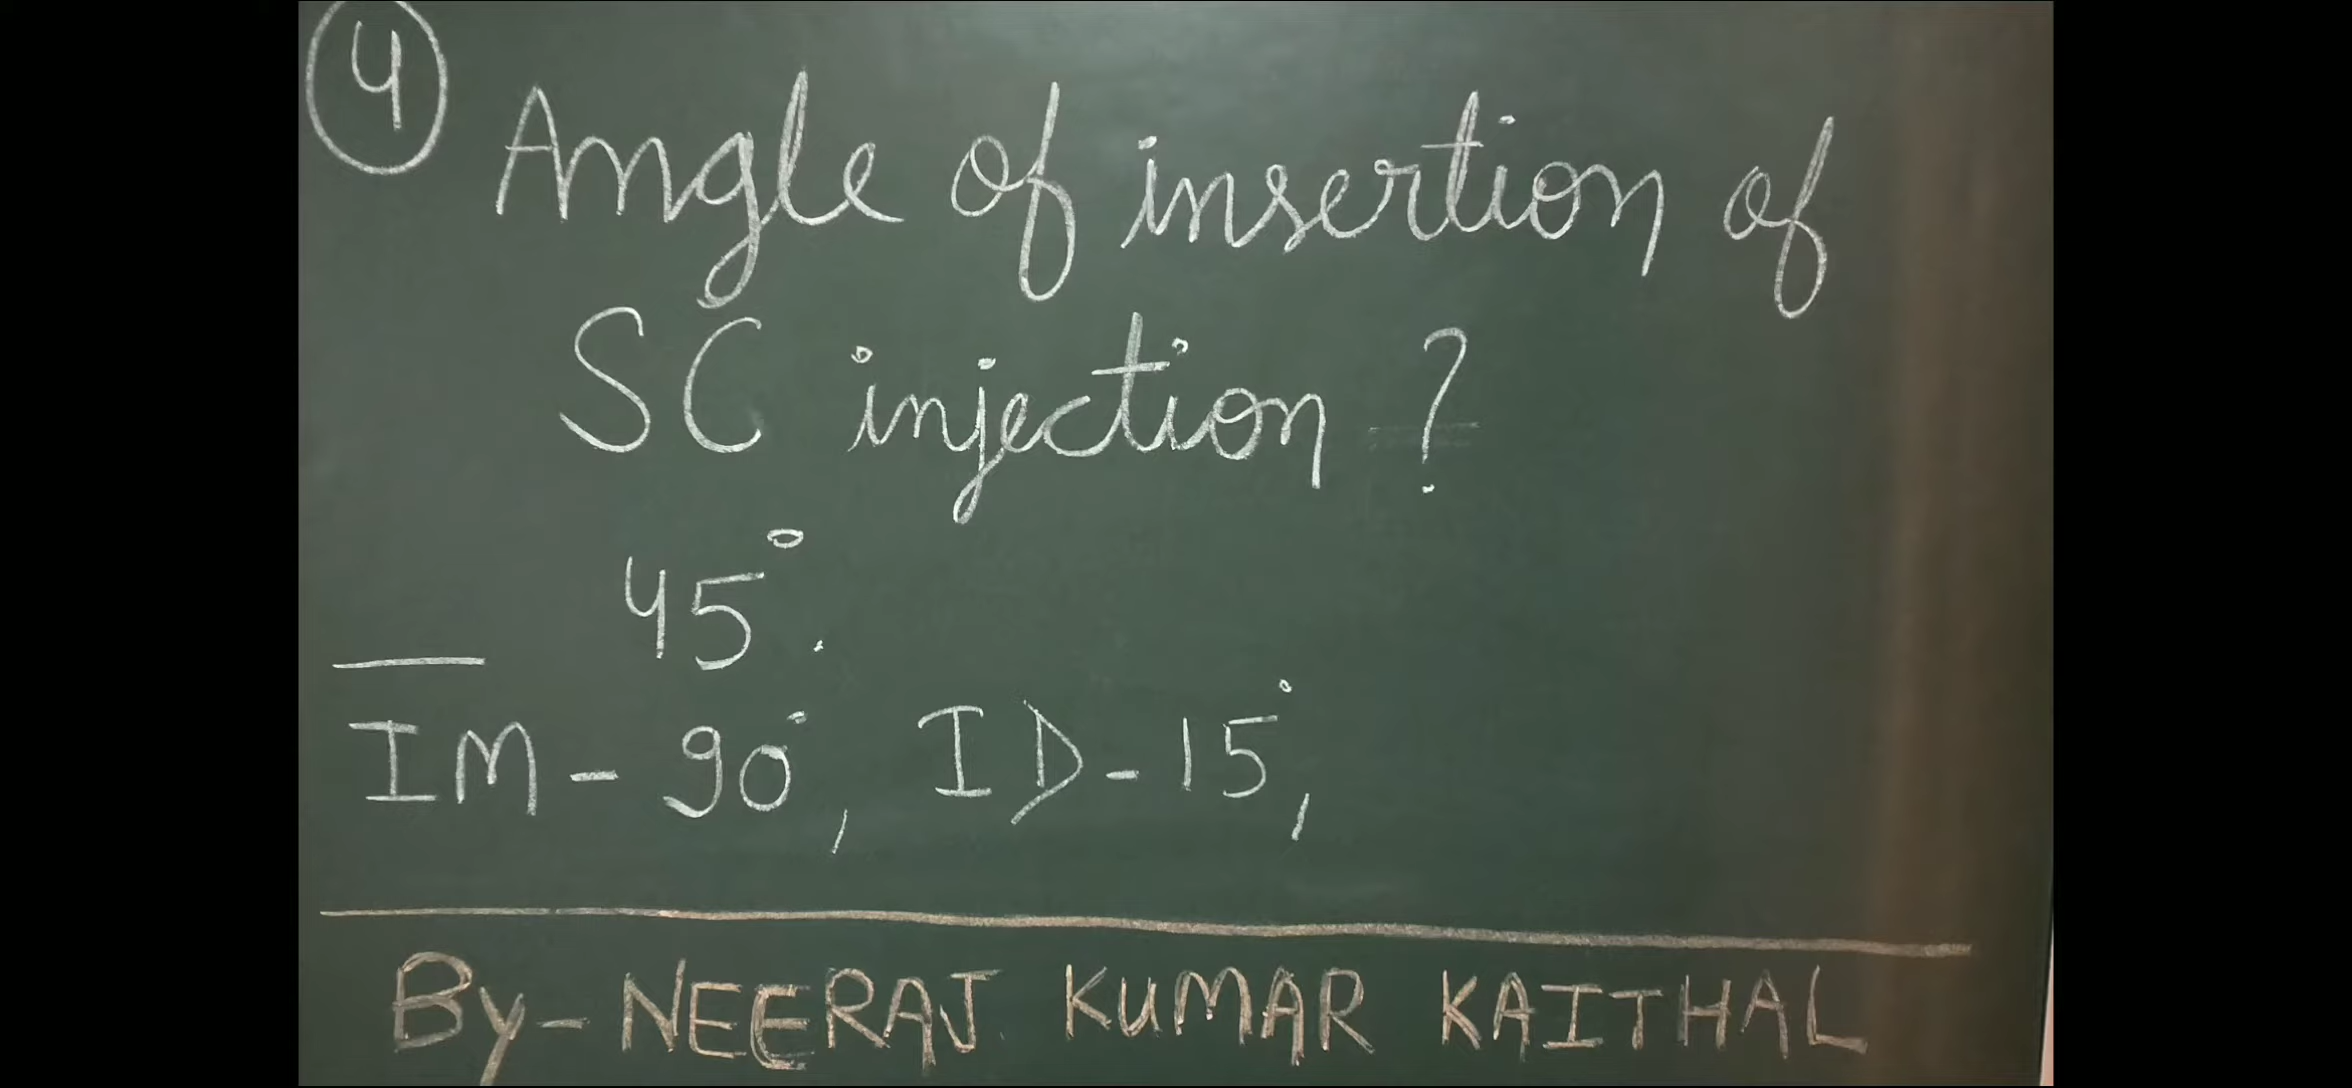 4
Angle of insertion of
SC injection ?
45°.
IM - 90°, ID - 15°,
By - NEERAJ KUMAR KAITHAL